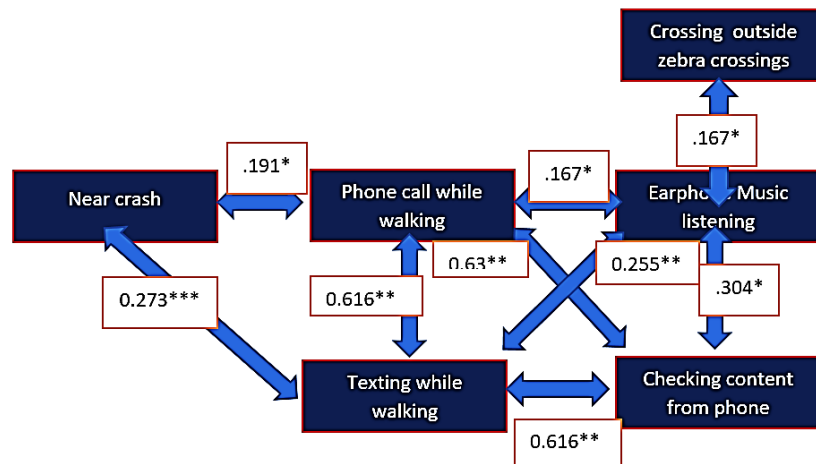 Crossing outside
zebra crossings
.167*
.191*
.167*
Near crash
Phone call while
walking
Music
listening
0.273***
0.616**
0.63**
0.255**
.304*
Texting while
walking
Checking content
from phone
0.616**